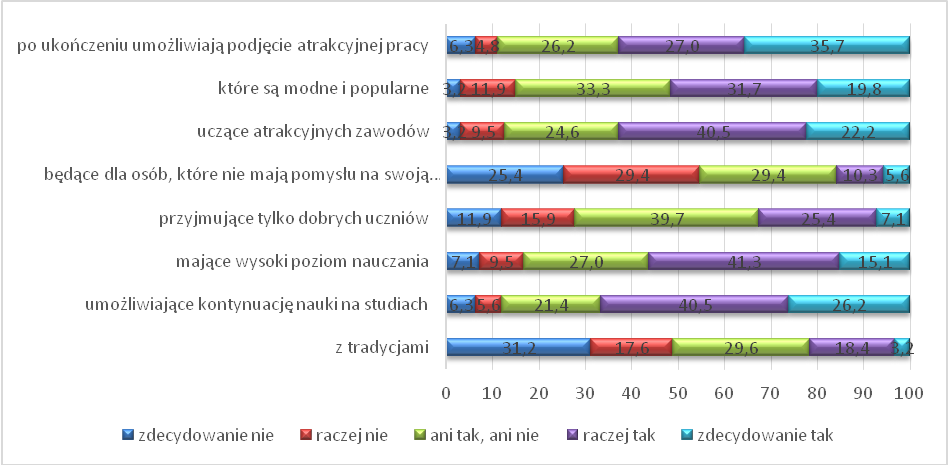 po ukończeniu umożliwiają podjęcie atrakcyjnej pracy 6,3 4,8 26,2 27,0 35,7
które są modne i popularne 3,2 11,9 33,3 31,7 19,8
uczące atrakcyjnych zawodów 3,2 9,5 24,6 40,5 22,2
będące dla osób, które nie mają pomysłu na swoją... 25,4 29,4 29,4 10,3 5,6
przyjmujące tylko dobrych uczniów 11,9 15,9 39,7 25,4 7,1
mające wysoki poziom nauczania 7,1 9,5 27,0 41,3 15,1
umożliwiające kontynuację nauki na studiach 6,3 5,6 21,4 40,5 26,2
z tradycjami 31,2 17,6 29,6 18,4 3,2
0 10 20 30 40 50 60 70 80 90 100
zdecydowanie nie raczej nie ani tak, ani nie raczej tak zdecydowanie tak